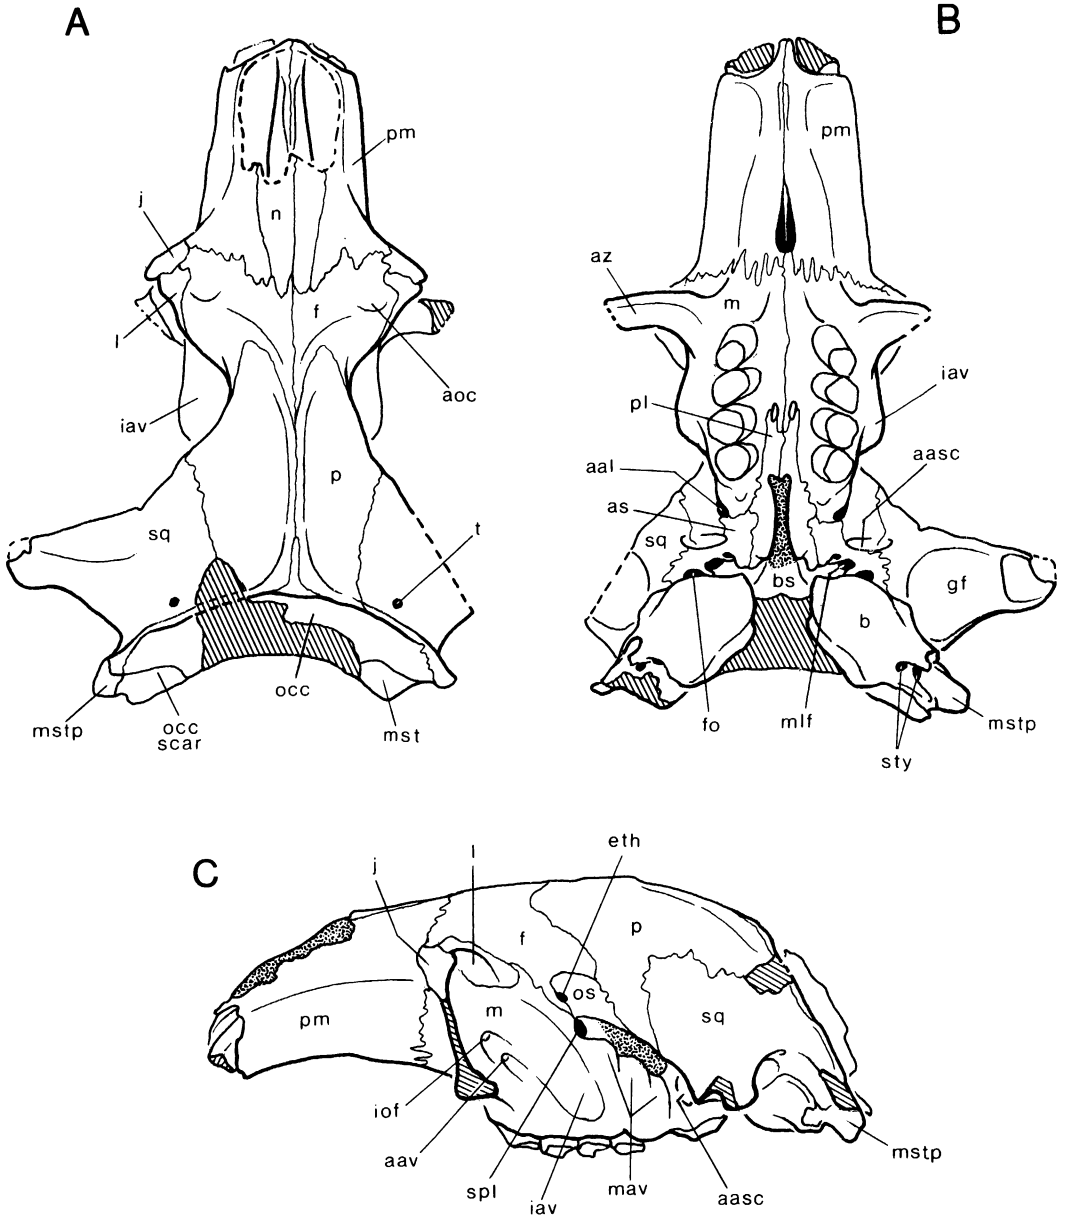 A
pm
j
n
l
f
aoc
iav
p
sq
t
occ
mstp
occ
scar
mst
B
pm
az
m
iav
pl
aal
aasc
as
sq
bs
gf
b
fo
mlf
mstp
sty
C
eth
l
j
f
p
os
m
sq
pm
iof
aav
spl
iav
mav
aasc
mstp